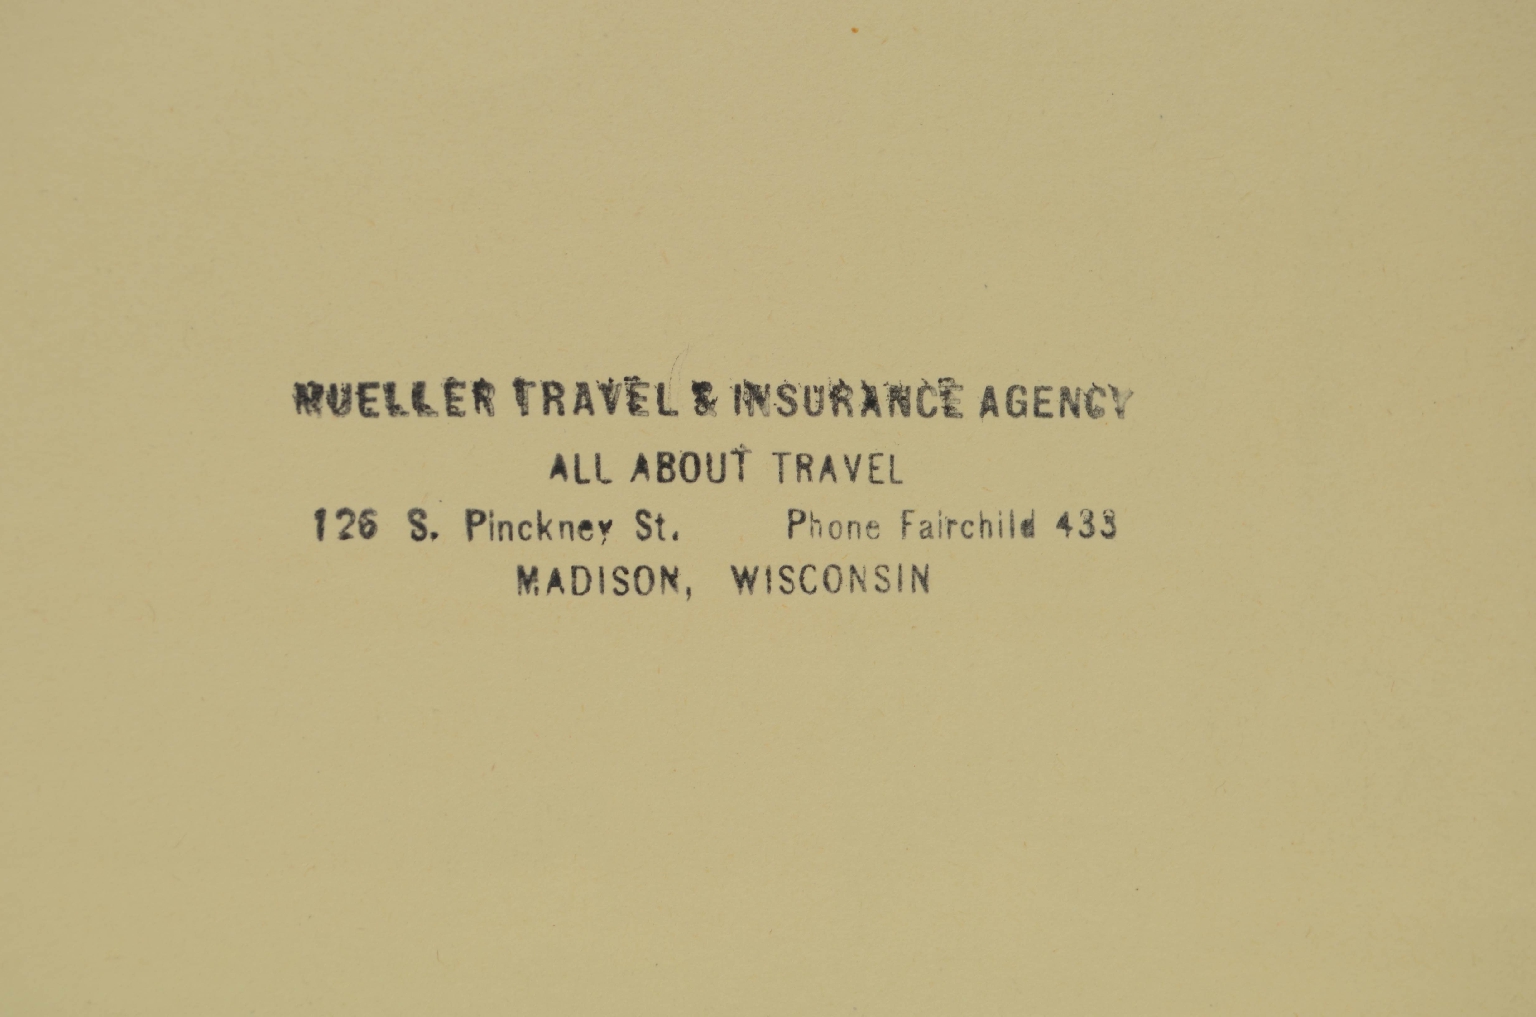 MUELLER TRAVEL & INSURANCE AGENCY
ALL ABOUT TRAVEL
126 S. Pinckney St. Phone Fairchild 433
MADISON, WISCONSIN